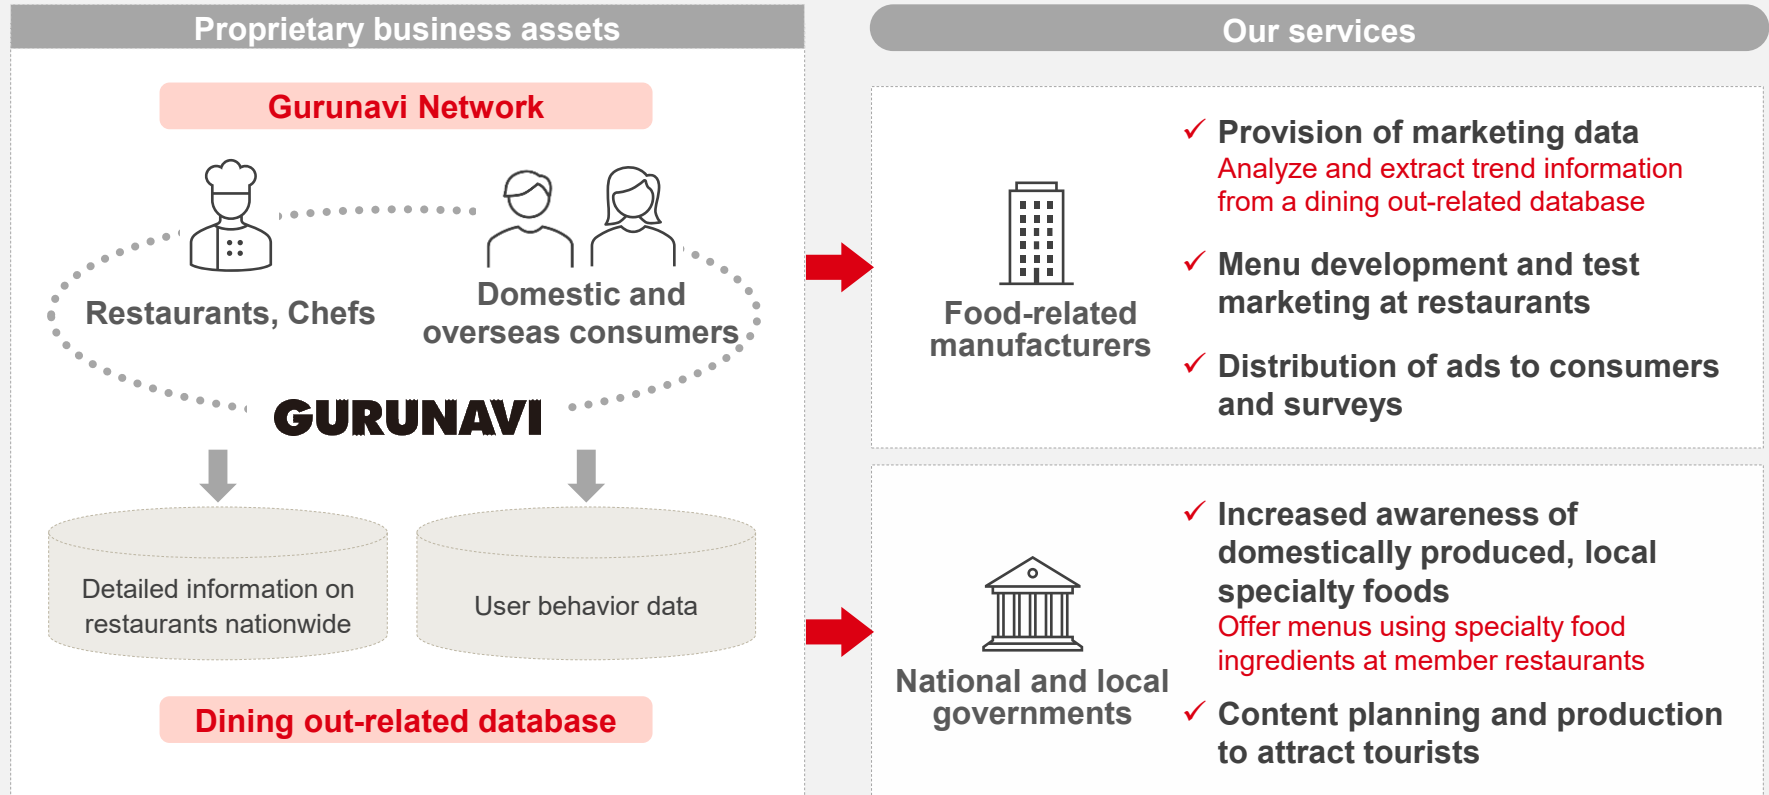 Proprietary business assets
Gurunavi Network
Restaurants, Chefs
Domestic and
overseas consumers
GURUNAVI
Detailed information on
restaurants nationwide
User behavior data
Dining out-related database
Our services
Food-related
manufacturers
✓ Provision of marketing data
Analyze and extract trend information
from a dining out-related database
✓ Menu development and test
marketing at restaurants
✓ Distribution of ads to consumers
and surveys
National and local
governments
✓ Increased awareness of
domestically produced, local
specialty foods
Offer menus using specialty food
ingredients at member restaurants
✓ Content planning and production
to attract tourists